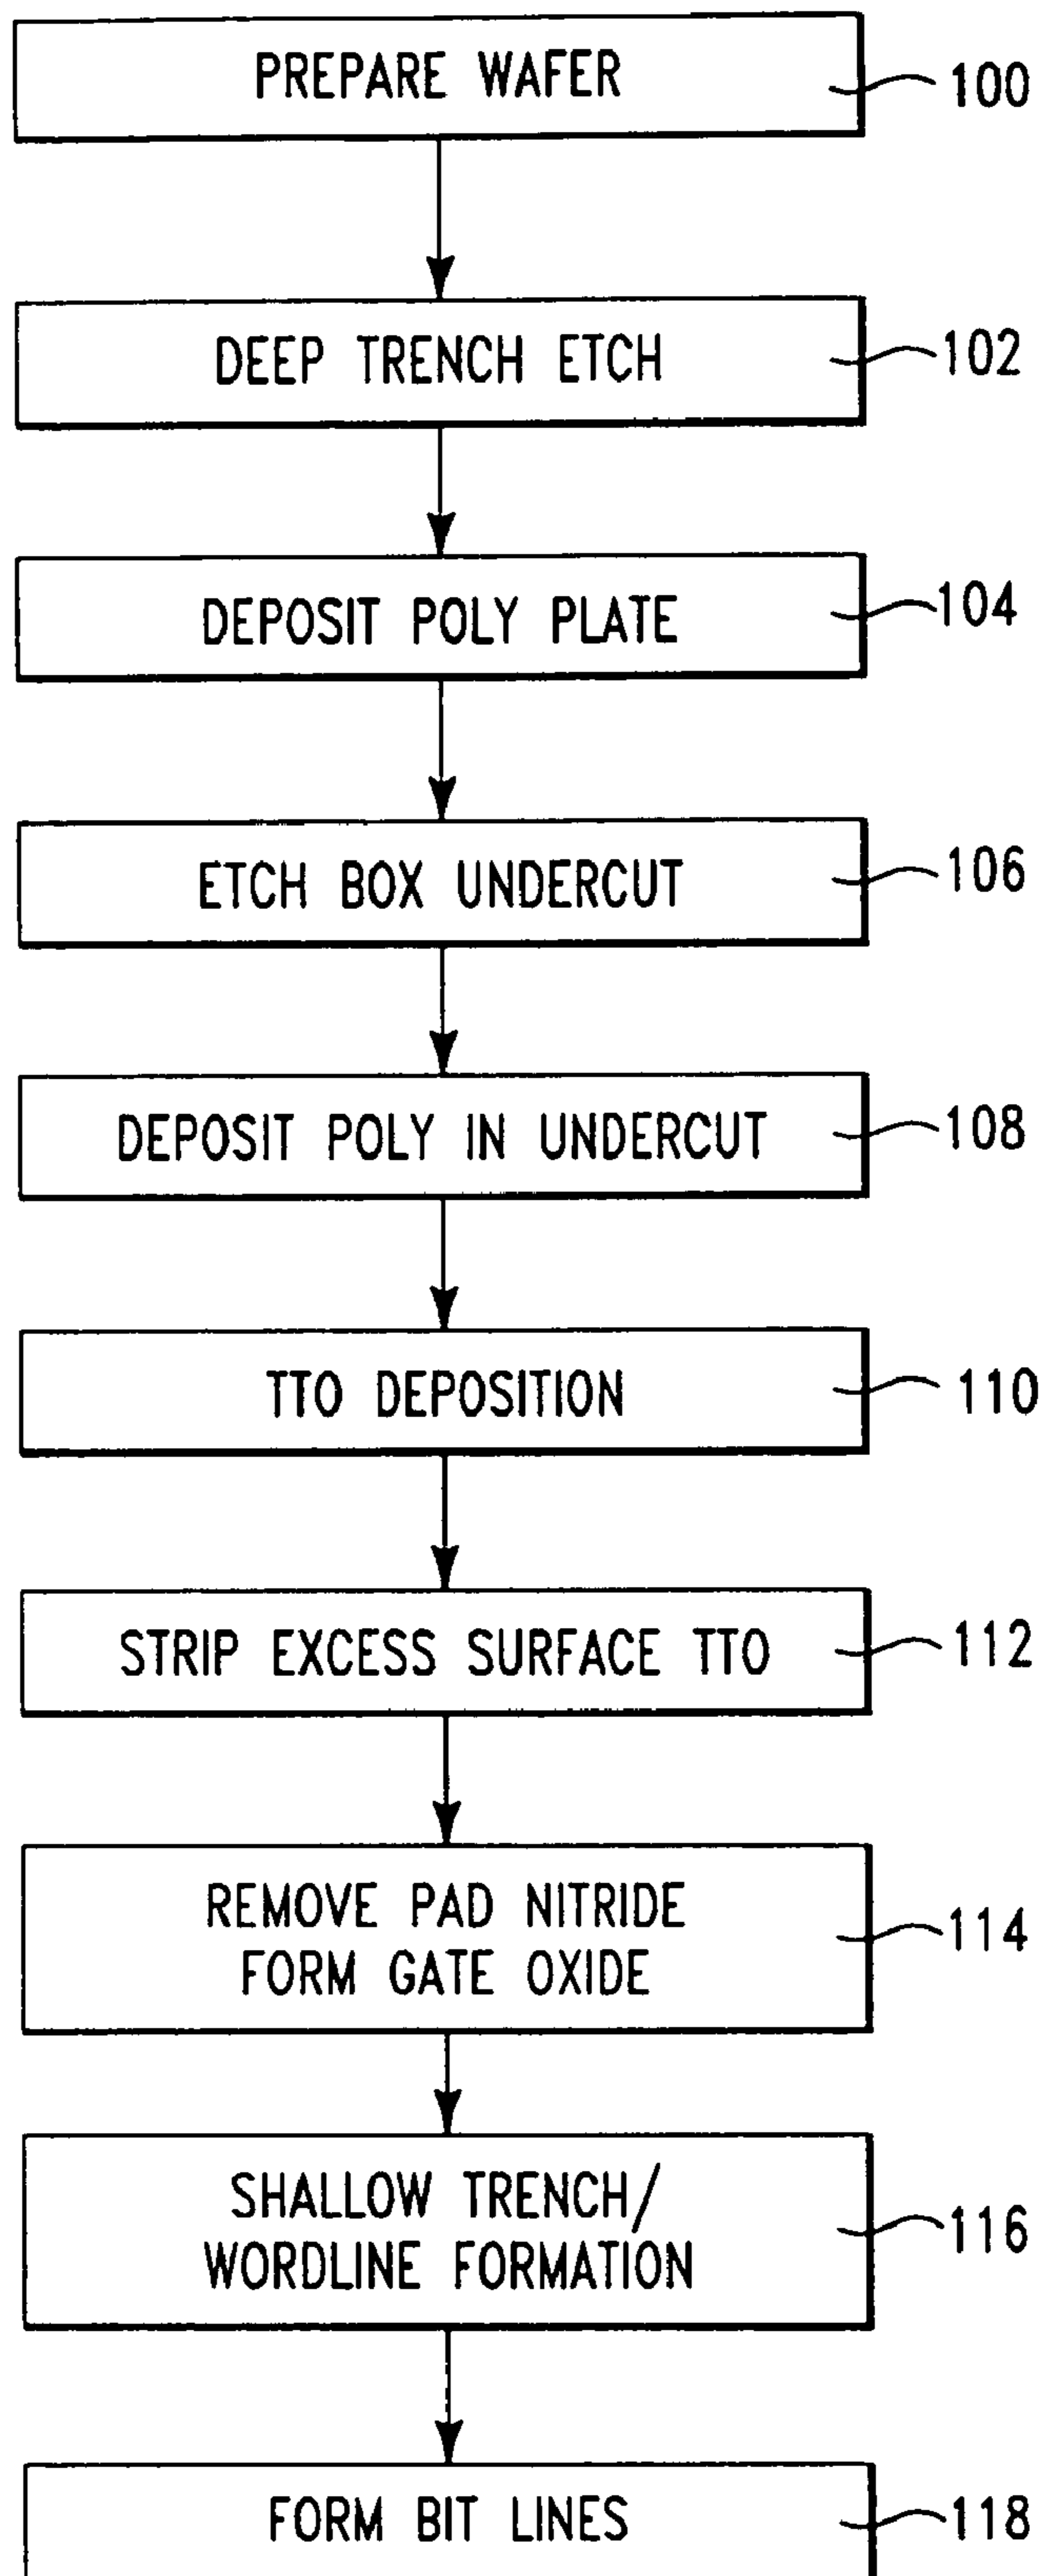 PREPARE WAFER
100
DEEP TRENCH ETCH
102
DEPOSIT POLY PLATE
104
ETCH BOX UNDERCUT
106
DEPOSIT POLY IN UNDERCUT
108
TTO DEPOSITION
110
STRIP EXCESS SURFACE TTO
112
REMOVE PAD NITRIDE
FORM GATE OXIDE
114
SHALLOW TRENCH/
WORDLINE FORMATION
116
FORM BIT LINES
118